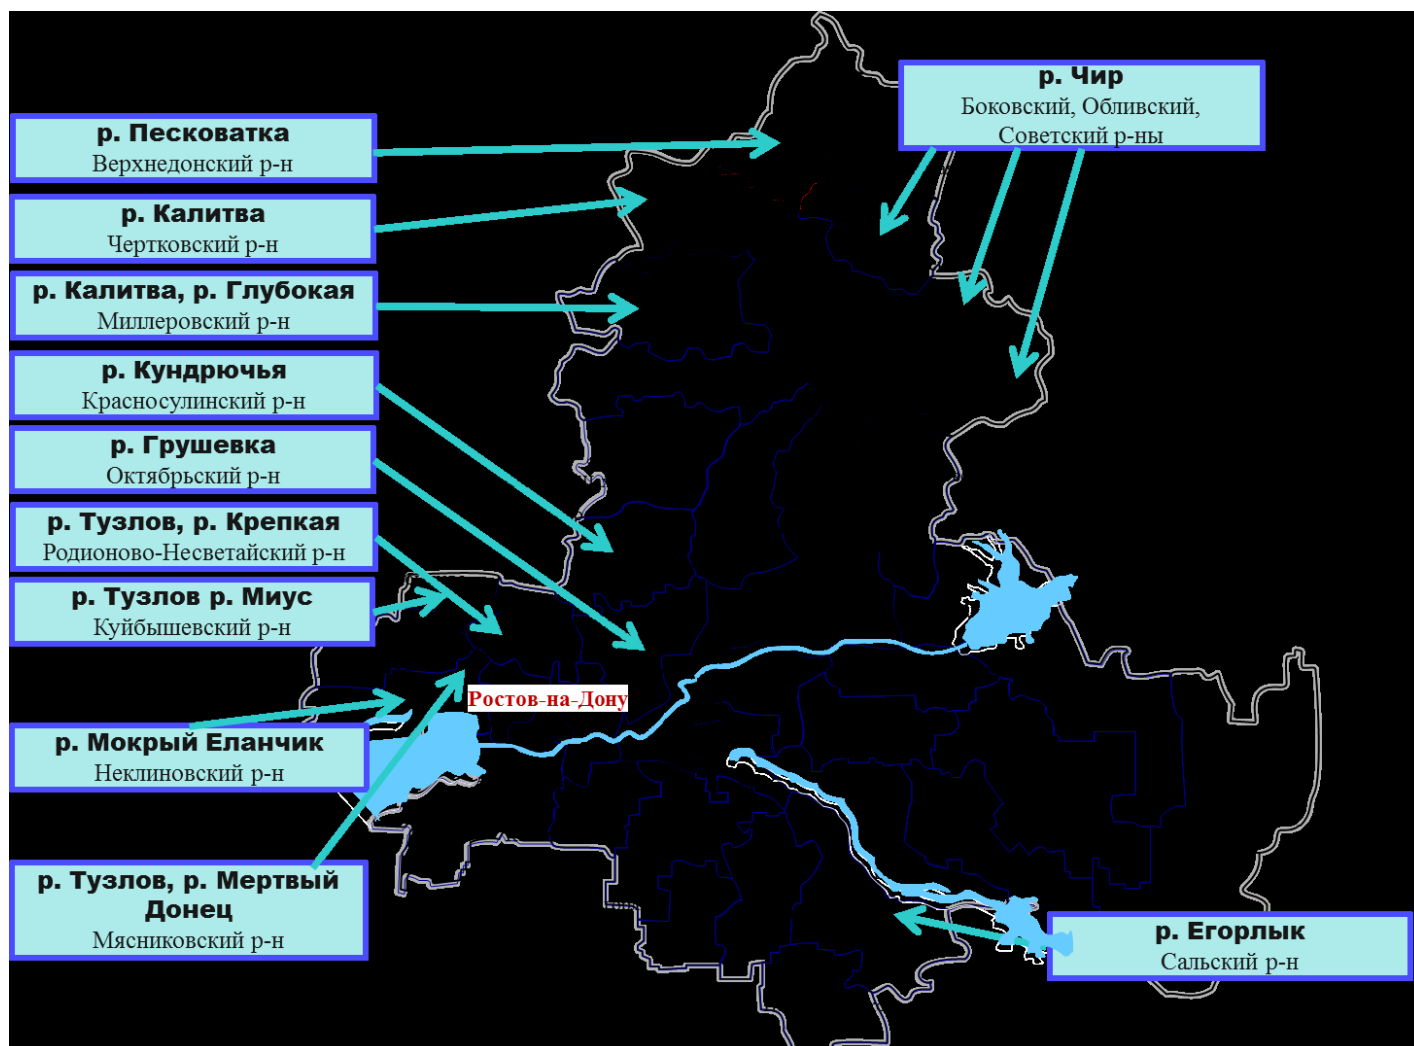 р. Чир
Боковский, Обливский,
Советский р-ны
р. Песковатка
Верхнедонский р-н
р. Калитва
Чертковский р-н
р. Калитва, р. Глубокая
Миллеровский р-н
р. Кундрючья
Красносулинский р-н
р. Грушевка
Октябрьский р-н
р. Тузлов, р. Крепкая
Родионово-Несветайский р-н
р. Тузлов р. Миус
Куйбышевский р-н
Ростов-на-Дону
р. Мокрый Еланчик
Неклиновский р-н
р. Тузлов, р. Мертвый
Донец
Мясниковский р-н
р. Егорлык
Сальский р-н